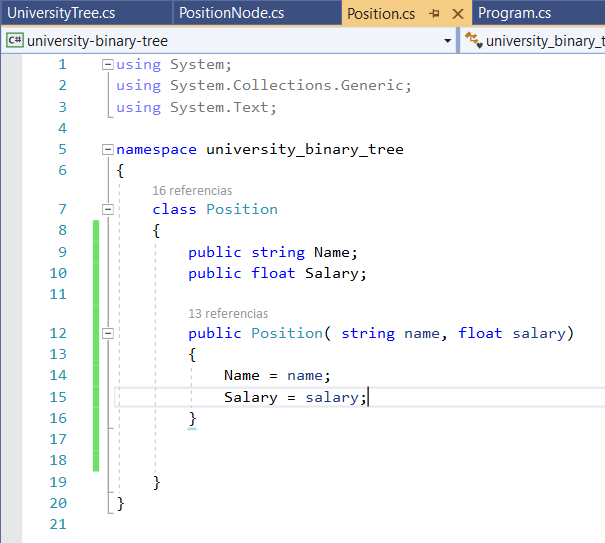 UniversityTree.cs PositionNode.cs Position.cs Program.cs
C# university-binary-tree university_binary_t
1 using System;
2 using System.Collections.Generic;
3 using System.Text;
4
5 namespace university_binary_tree
6 {
16 referencias
7 class Position
8 {
9 public string Name;
10 public float Salary;
11
13 referencias
12 public Position( string name, float salary)
13 {
14 Name = name;
15 Salary = salary;
16 }
17
18
19 }
20 }
21